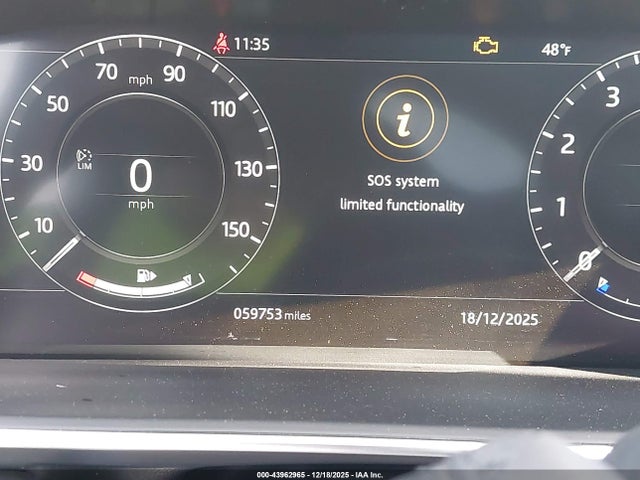 11:35
48°F
70 mph 90
50
110
30
LIM
0
mph
130
10
150
SOS system
limited functionality
3
2
1
0
059753 miles
18/12/2025
000-43962965 - 12/18/2025 - IAA Inc.